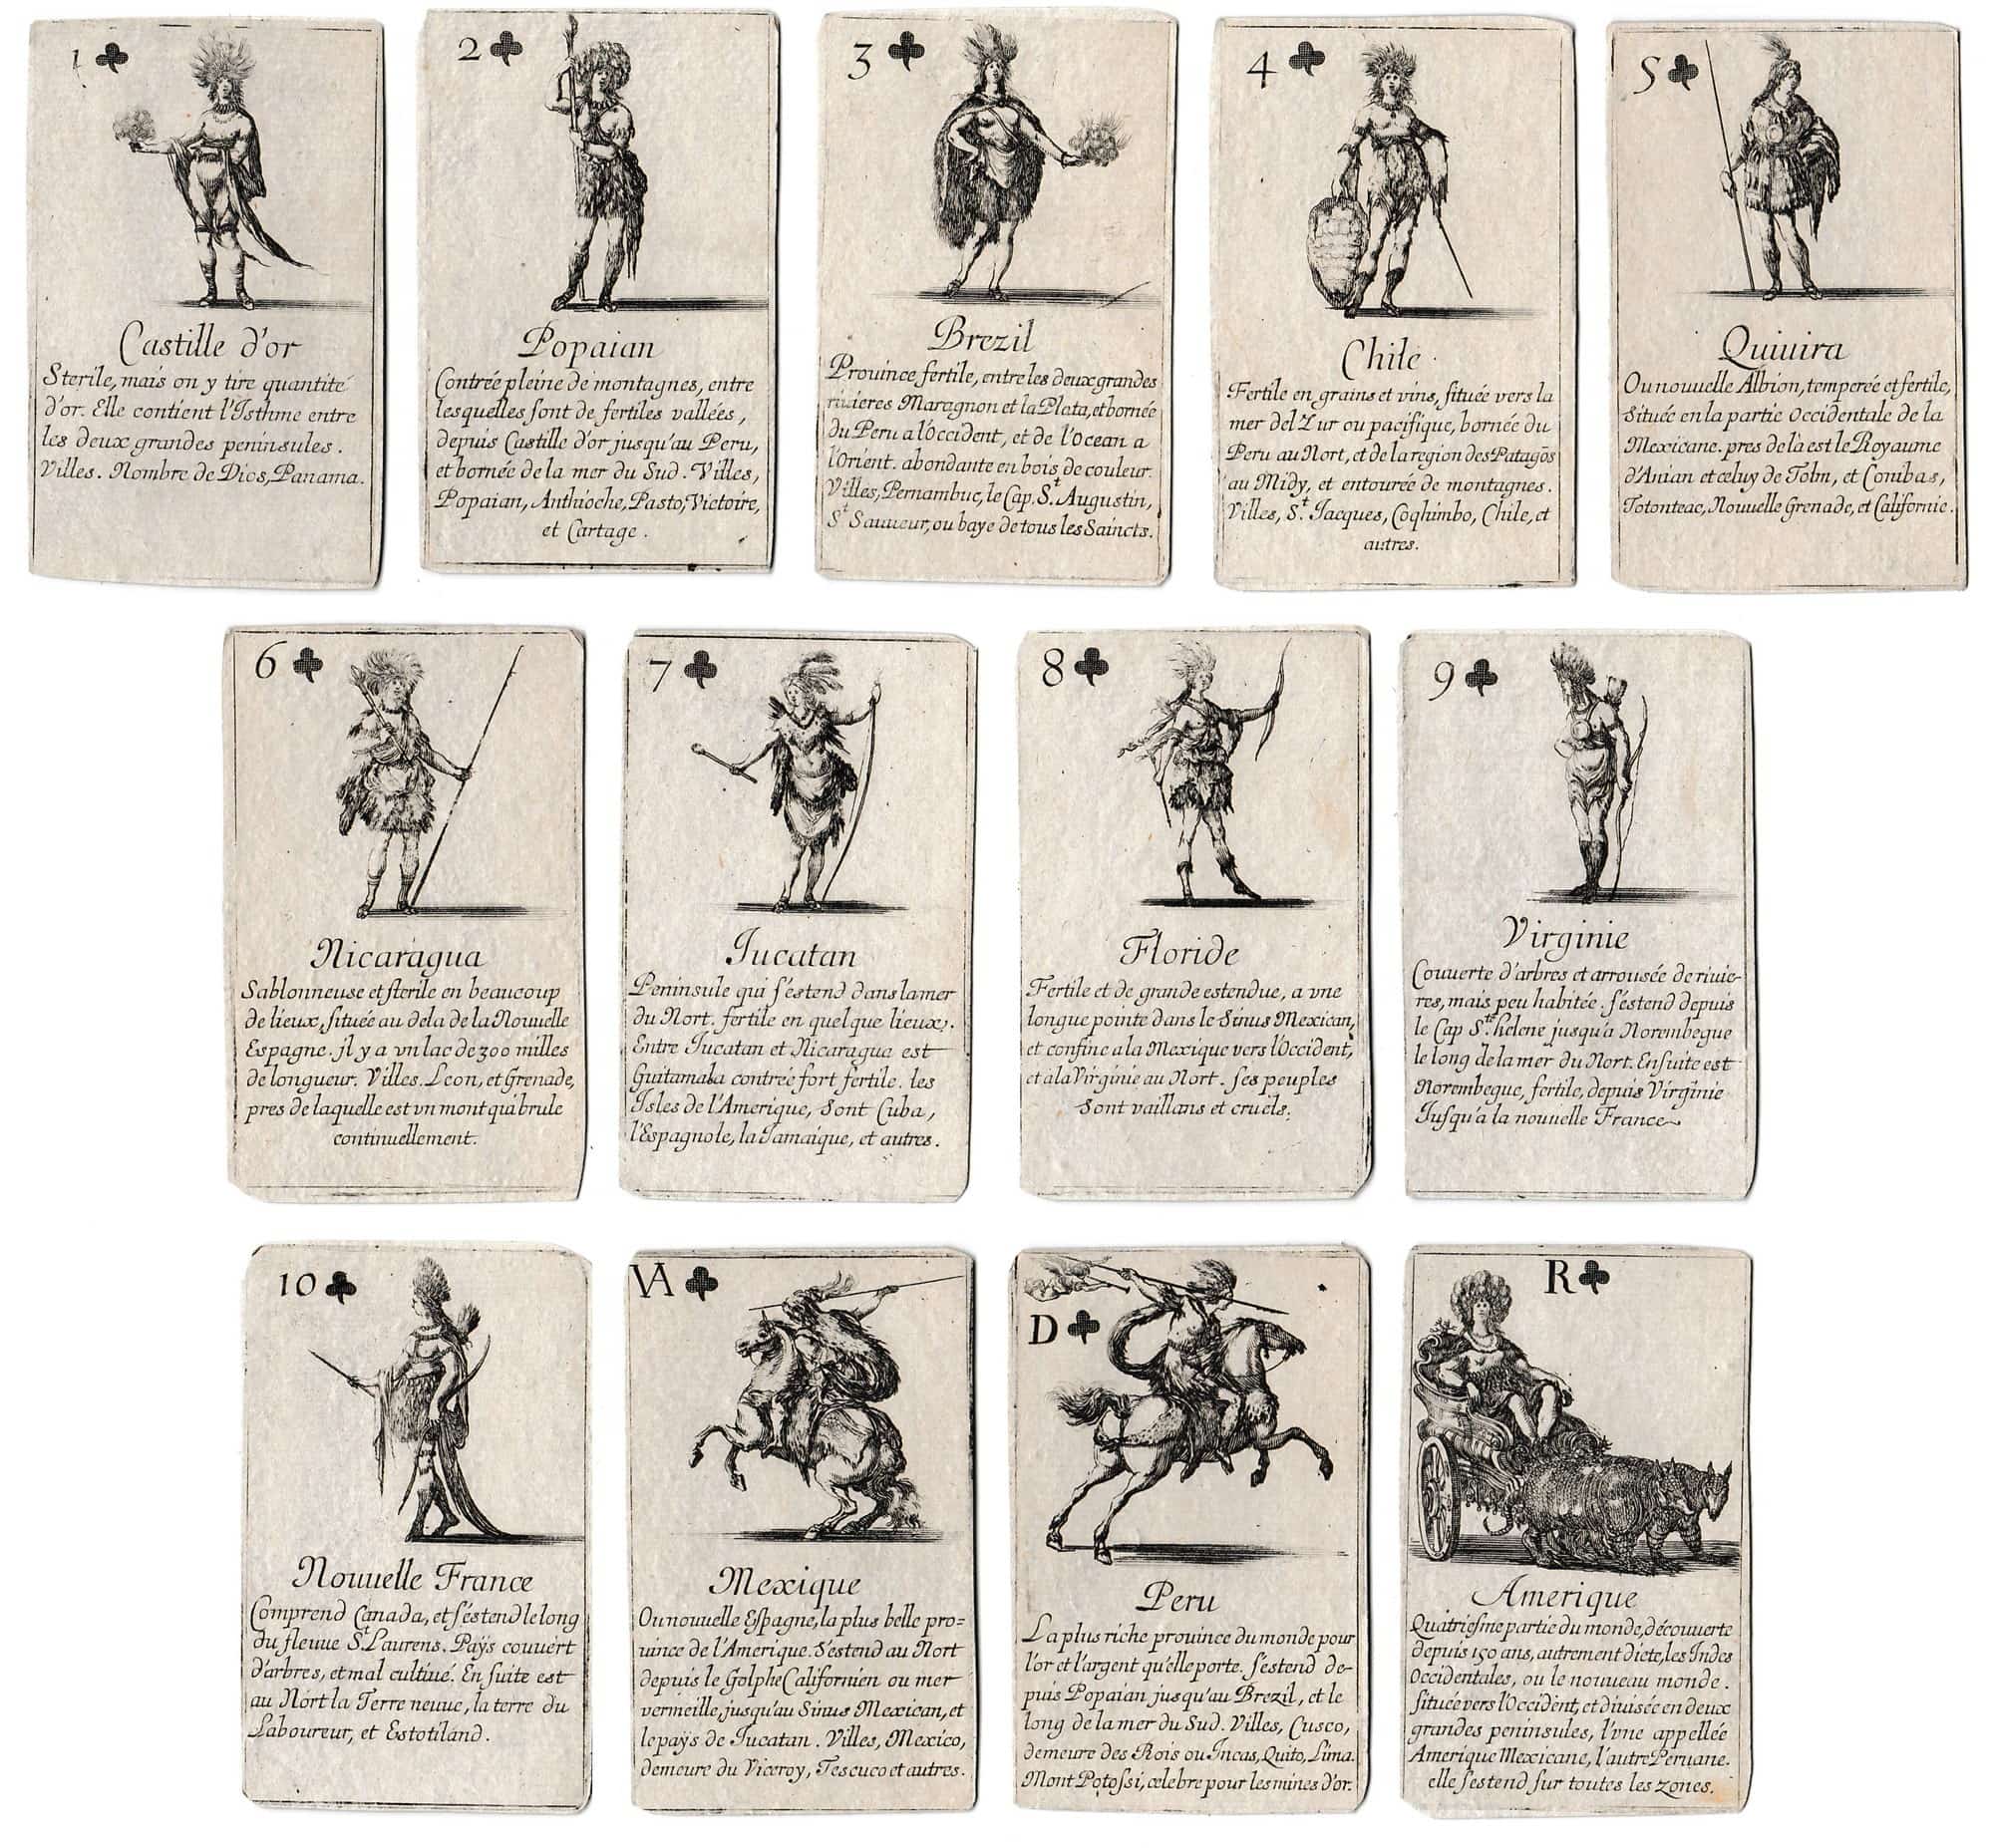 1
Castille d'or
Sterile, mais on y tire quantité
d'or. Elle contient l'Isthme entre
les deux grandes peninsules.
Villes. Nombre de Dios, Panama.
2
Popaian
Contrée pleine de montagnes, entre
lesquelles sont de fertiles vallées,
depuis Castille d'or jusqu'au Peru,
et bornée de la mer du Sud. Villes,
Popaian, Anthioche, Pasto, Victoire,
et Cartage.
3
Brezil
Prouince fertile, entre les deux grandes
riuieres Maragnon et la Plata, et bornée
du Peru a l'Occident, et de l'Ocean a
l'Orient. abondante en bois de couleur.
Villes, Pernambuc, le Cap. St. Augustin,
St Sauueur, ou baye de tous les Saincts.
4
Chile
Fertile en grains et vins, située vers la
mer del Zur ou pacifique, bornée du
Peru au Nort, et de la region des Patagõs
au Midy, et entourée de montagnes.
Villes, St. Jacques, Coqhimbo, Chile, et
autres.
5
Quiuira
Ou nouuelle Albion, temperée et fertile,
située en la partie Occidentale de la
Mexicane. pres de là est le Royaume
d'Anian et celuy de Tolm, et Conibas,
Totonteac, Nouuelle Grenade, et Californie.
6
Nicaragua
Sablonneuse et sterile en beaucoup
de lieux, située au dela de la Nouuelle
Espagne. jl y a vn lac de 300 milles
de longueur. Villes. Leon, et Grenade,
pres de laquelle est vn mont qui brule
continuellement.
7
Jucatan
Peninsule qui s'estend dans la mer
du Nort. fertile en quelque lieux.
Entre Jucatan et Nicaragua est
Guitamala contrée fort fertile. les
Isles de l'Amerique, sont Cuba,
l'Espagnole, la Jamaique, et autres.
8
Floride
Fertile et de grande estendue, a vne
longue pointe dans le Sinus Mexican,
et confine a la Mexique vers l'Occident,
et a la Virginie au Nort. ses peuples
sont vaillans et cruels.
9
Virginie
Couuerte d'arbres et arrousée de riuie-
res, mais peu habitée. s'estend depuis
le Cap Ste. helene jusqu'a Norembegue
le long de la mer du Nort. Ensuite est
Norembegue, fertile, depuis Virginie
Jusqu'a la nouuelle France
10
Nouuelle France
Comprend Canada, et s'estend le long
du fleuue St Laurens. Païs couuert
d'arbres, et mal cultiué. En suite est
au Nort la Terre neuue, la terre du
Laboureur, et Estotiland.
VA
Mexique
Ou nouuelle Espagne, la plus belle pro=
uince de l'Amerique. S'estend au Nort
depuis le Golphe Californien ou mer
vermeille, jusqu'au Sinus Mexican, et
le païs de Jucatan. Villes, Mexico,
demeure du Viceroy, Tescuco et autres.
D
Peru
La plus riche prouince du monde pour
l'or et l'argent qu'elle porte. s'estend de-
puis Popaian jusqu'au Brezil, et le
long de la mer du Sud. Villes, Cusco,
demeure des Rois ou Incas, Quito, Lima.
Mont Potossi, celebre pour les mines d'or.
R
Amerique
Quatriesme partie du monde, découuerte
depuis 150 ans, autrement dicte, les Indes
Occidentales, ou le nouueau monde.
Située vers l'Occident, et diuisée en deux
grandes peninsules, l'vne appellée
Amerique Mexicane, l'autre Peruane.
elle s'estend sur toutes les zones.